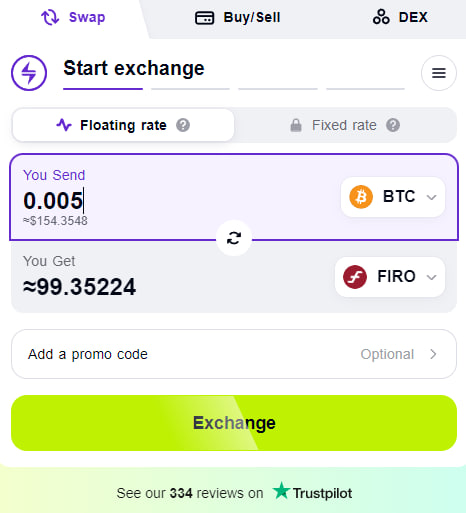 Swap
Buy/Sell
DEX
Start exchange
Floating rate ?
Fixed rate ?
You Send
0.005
BTC
≈$154.3548
You Get
≈99.35224
FIRO
Add a promo code
Optional
Exchange
See our 334 reviews on Trustpilot